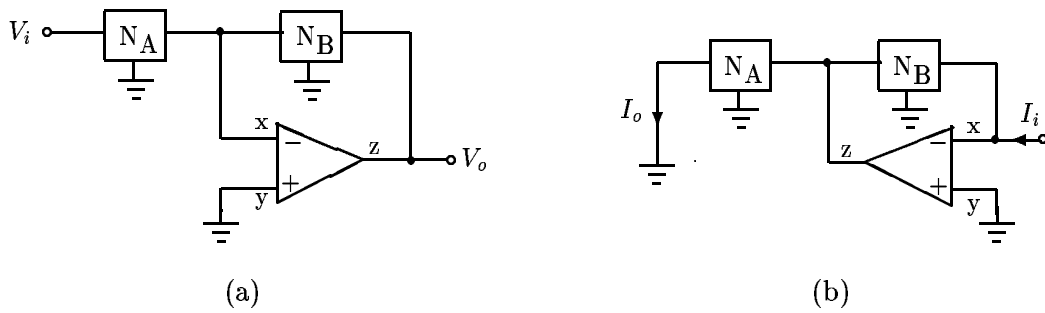 V_i N_A N_B
x
−
z
V_o
+
y
(a)
N_A N_B
I_o
x
I_i
−
z
+
y
(b)